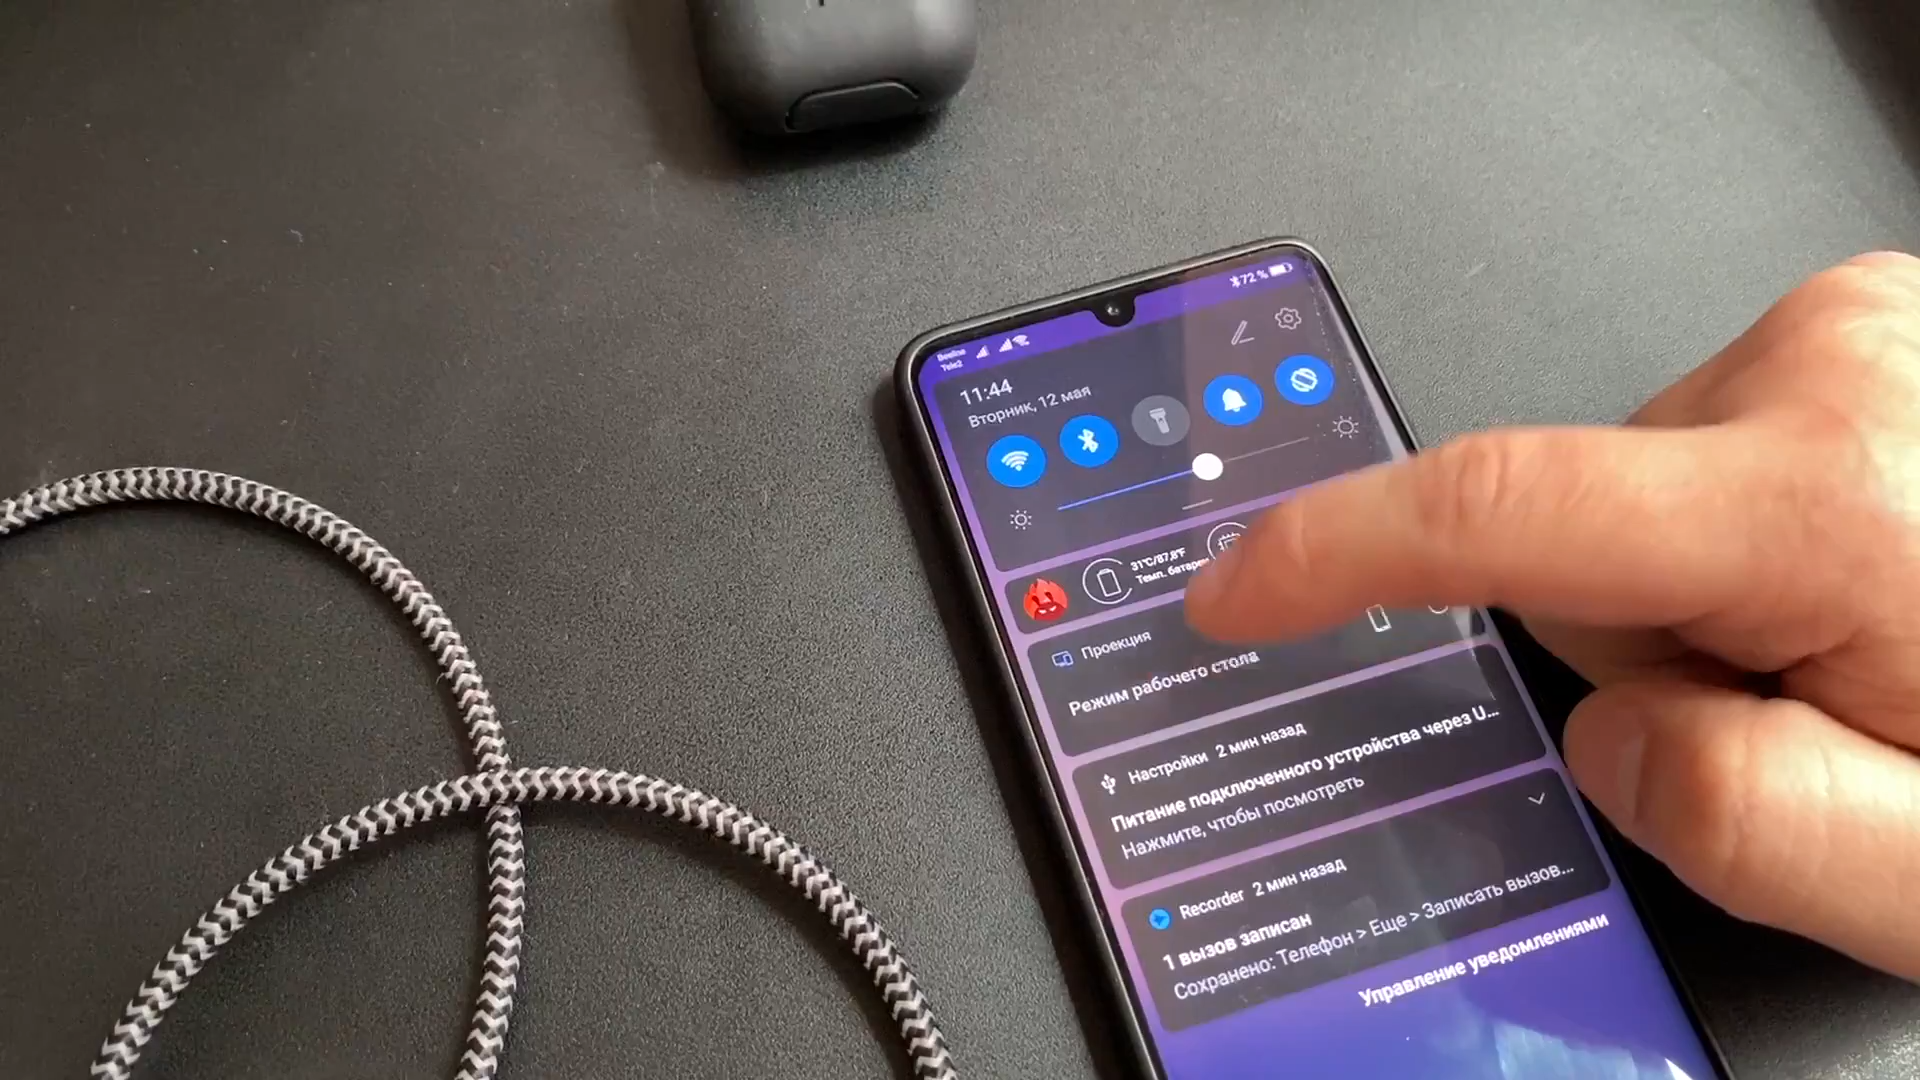 72 %
Beeline
Tele2
11:44
Вторник, 12 мая
31°C/87,8°F
Темп. батареи
Проекция
Режим рабочего стола
Настройки 2 мин назад
Питание подключенного устройства через U...
Нажмите, чтобы посмотреть
Recorder 2 мин назад
1 вызов записан
Сохранено: Телефон > Еще > Записать вызов...
Управление уведомлениями